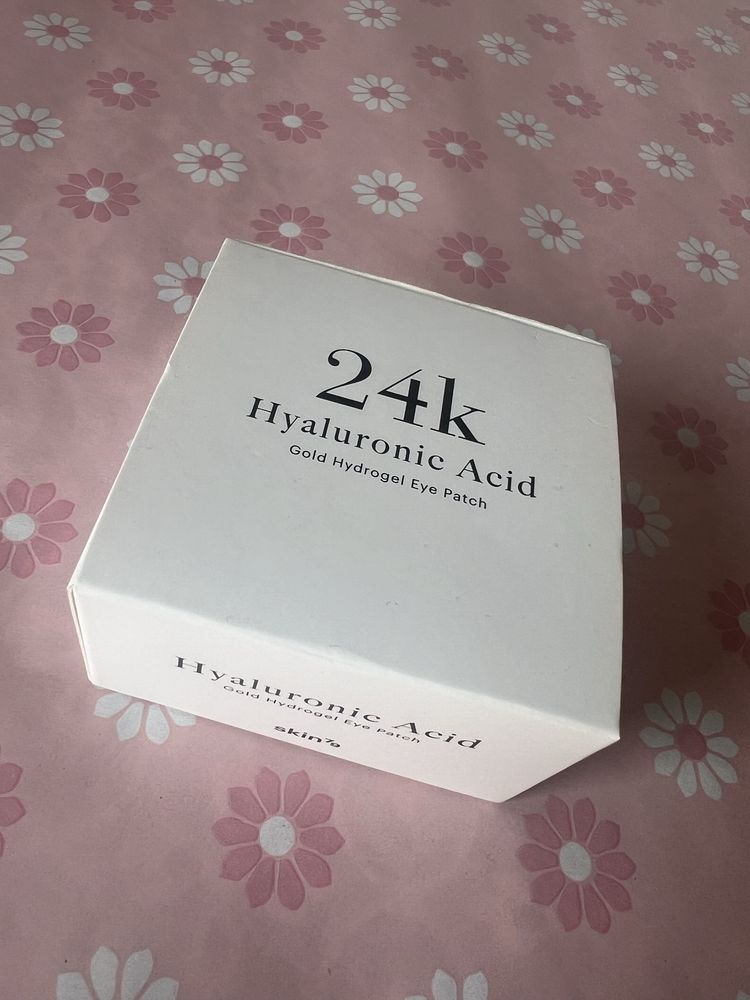 24k
Hyaluronic Acid
Gold Hydrogel Eye Patch
Hyaluronic Acid
Gold Hydrogel Eye Patch
skin79